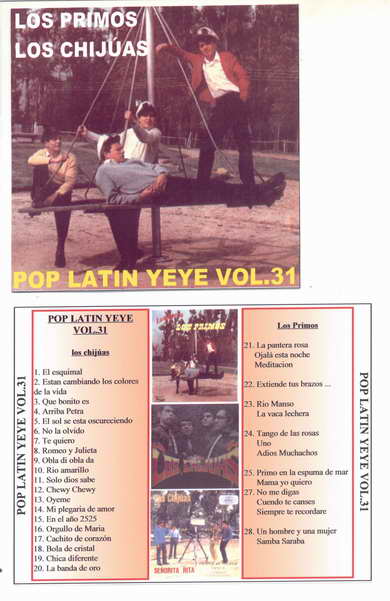 LOS PRIMOS
LOS CHIJÚAS
POP LATIN YEYE VOL.31
POP LATIN YEYE VOL.31
POP LATIN YEYE
VOL.31
los chijúas
1. El esquimal
2. Estan cambiando los colores
de la vida
3. Que bonito es
4. Arriba Petra
5. El sol se esta oscureciendo
6. No la olvido
7. Te quiero
8. Romeo y Julieta
9. Obla di obla da
10. Rio amarillo
11. Solo dios sabe
12. Chewy Chewy
13. Oyeme
14. Mi plegaria de amor
15. En el año 2525
16. Orgullo de Maria
17. Cachito de corazón
18. Bola de cristal
19. Chica diferente
20. La banda de oro
LOS PRIMOS
SEÑORITA RITA
Los Primos
21. La pantera rosa
Ojalá esta noche
Meditacion
22. Extiende tus brazos ...
23. Rio Manso
La vaca lechera
24. Tango de las rosas
Uno
Adios Muchachos
25. Primo en la espuma de mar
Mama yo quiero
27. No me digas
Cuendo te canses
Siempre te recordare
28. Un hombre y una mujer
Samba Saraba
POP LATIN YEYE VOL.31